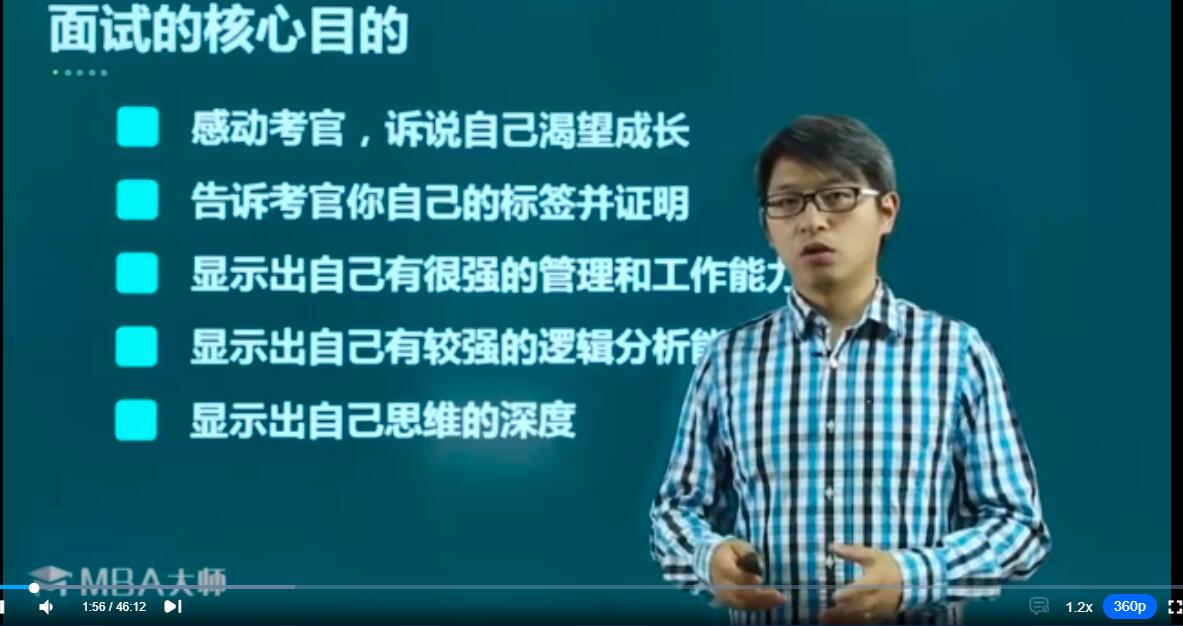 面试的核心目的
感动考官，诉说自己渴望成长
告诉考官你自己的标签并证明
显示出自己有很强的管理和工作能力
显示出自己有较强的逻辑分析能
显示出自己思维的深度
MBA大师
1:56 / 46:12
1.2x
360p